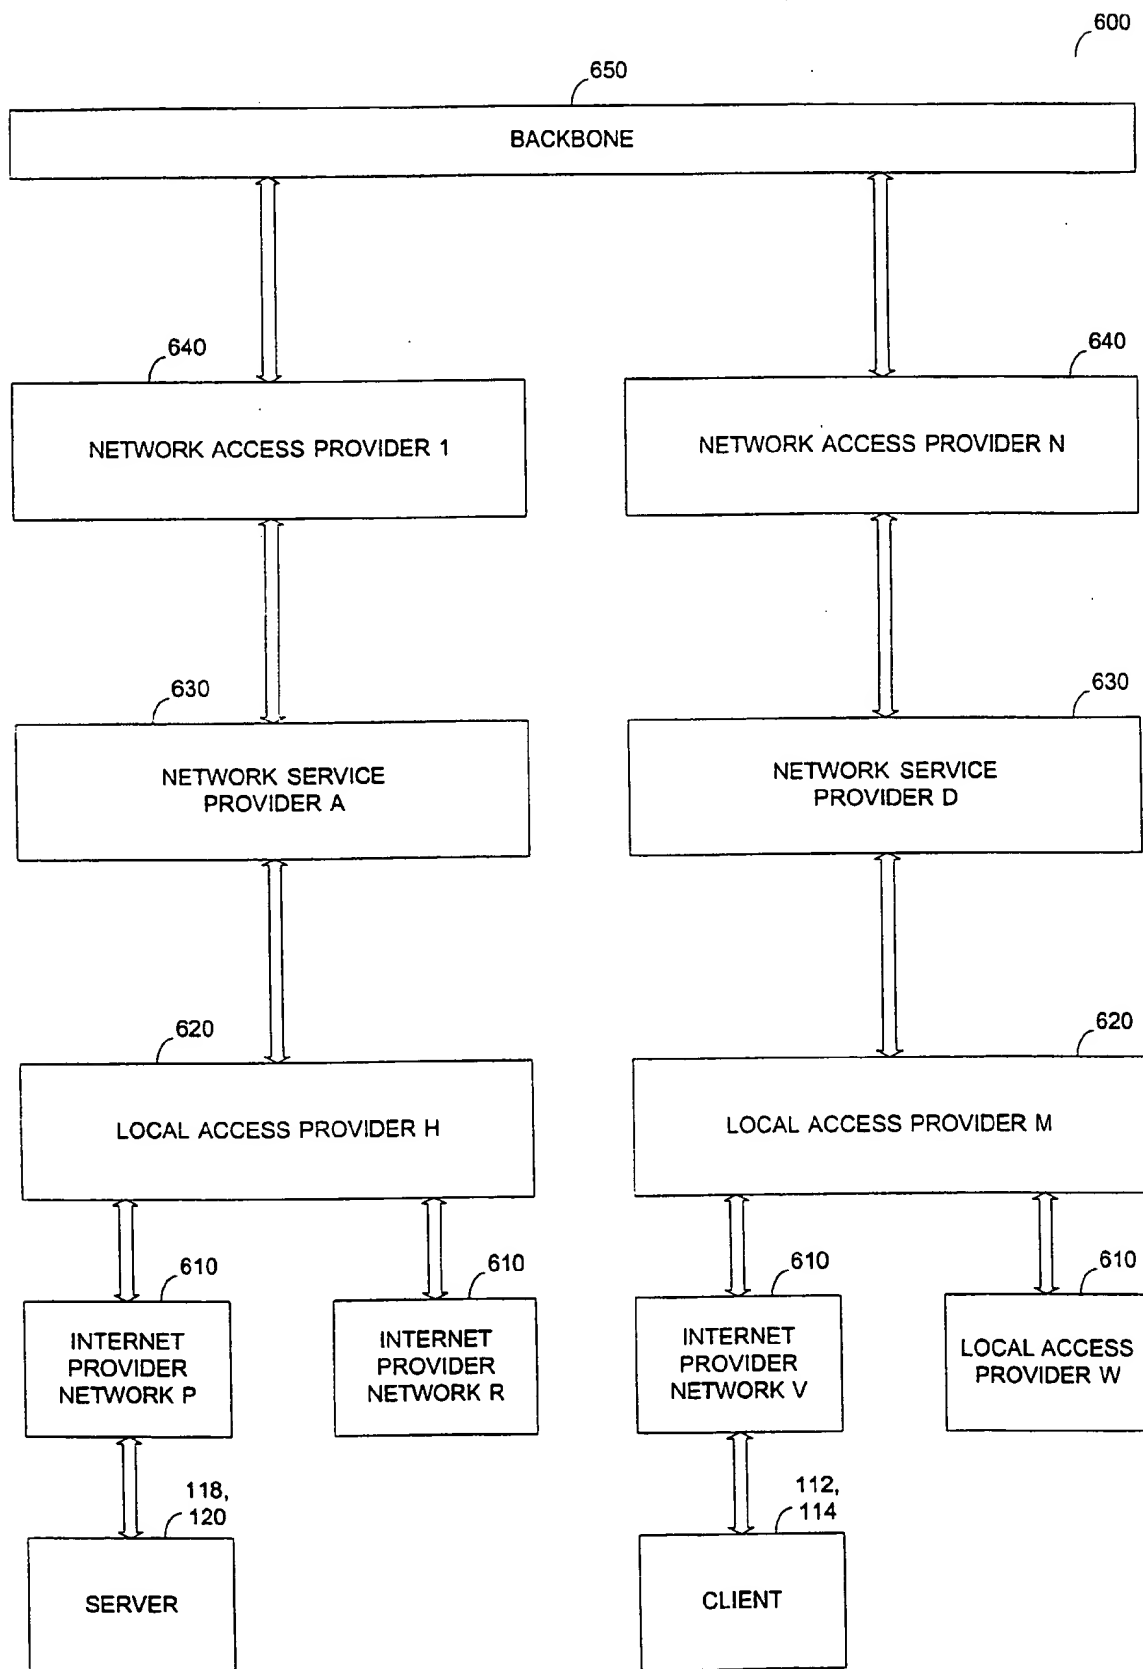 600
650
BACKBONE
640
640
NETWORK ACCESS PROVIDER 1
NETWORK ACCESS PROVIDER N
630
630
NETWORK SERVICE
PROVIDER A
NETWORK SERVICE
PROVIDER D
620
620
LOCAL ACCESS PROVIDER H
LOCAL ACCESS PROVIDER M
610
610
610
610
INTERNET
PROVIDER
NETWORK P
INTERNET
PROVIDER
NETWORK R
INTERNET
PROVIDER
NETWORK V
LOCAL ACCESS
PROVIDER W
118,
120
112,
114
SERVER
CLIENT